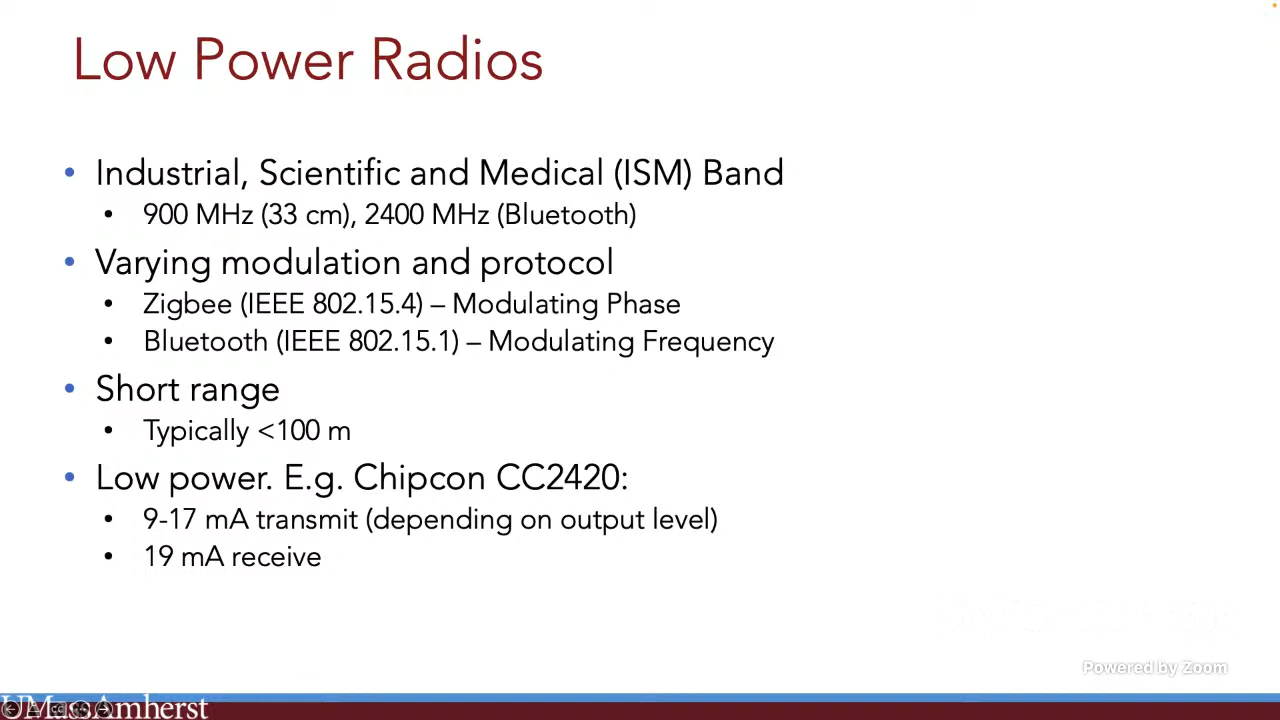 Low Power Radios
• Industrial, Scientific and Medical (ISM) Band
• 900 MHz (33 cm), 2400 MHz (Bluetooth)
• Varying modulation and protocol
• Zigbee (IEEE 802.15.4) – Modulating Phase
• Bluetooth (IEEE 802.15.1) – Modulating Frequency
• Short range
• Typically <100 m
• Low power. E.g. Chipcon CC2420:
• 9-17 mA transmit (depending on output level)
• 19 mA receive
Powered by Zoom
UMassAmherst